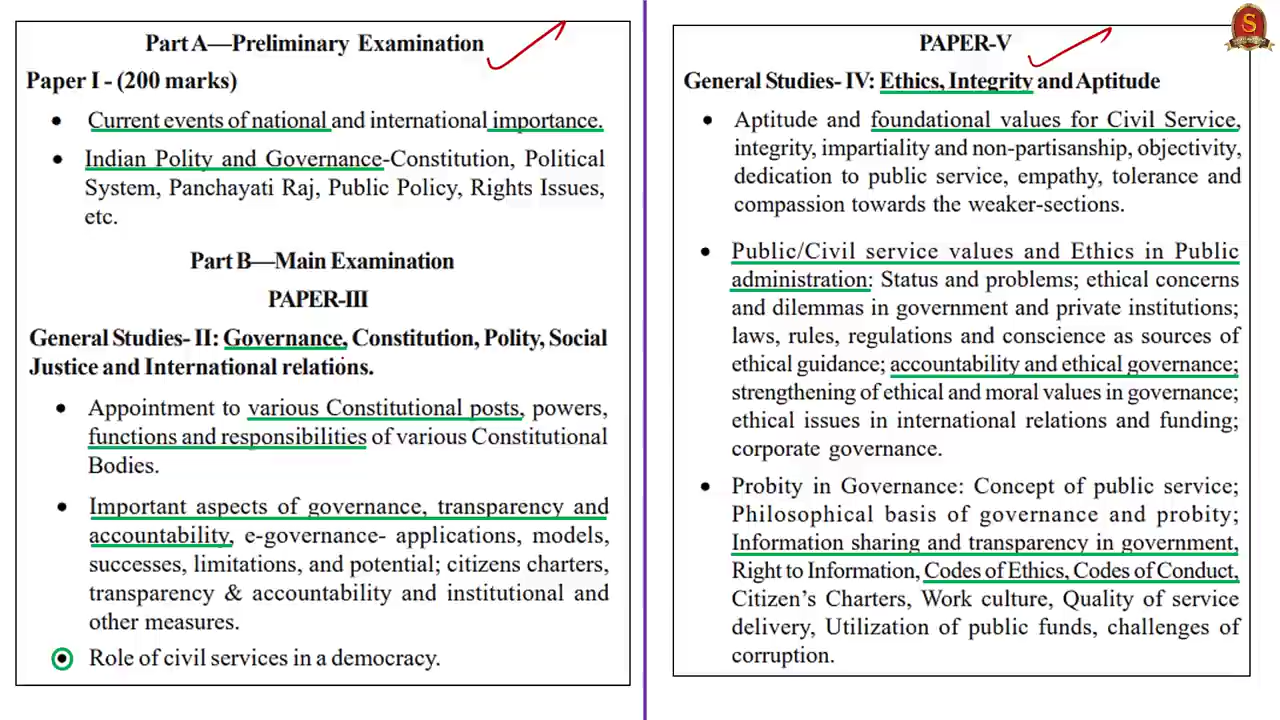 Part A—Preliminary Examination
Paper I - (200 marks)
• Current events of national and international importance.
• Indian Polity and Governance-Constitution, Political
System, Panchayati Raj, Public Policy, Rights Issues,
etc.
Part B—Main Examination
PAPER-III
General Studies- II: Governance, Constitution, Polity, Social
Justice and International relations.
• Appointment to various Constitutional posts, powers,
functions and responsibilities of various Constitutional
Bodies.
• Important aspects of governance, transparency and
accountability, e-governance- applications, models,
successes, limitations, and potential; citizens charters,
transparency & accountability and institutional and
other measures.
• Role of civil services in a democracy.
PAPER-V
General Studies- IV: Ethics, Integrity and Aptitude
• Aptitude and foundational values for Civil Service,
integrity, impartiality and non-partisanship, objectivity,
dedication to public service, empathy, tolerance and
compassion towards the weaker-sections.
• Public/Civil service values and Ethics in Public
administration: Status and problems; ethical concerns
and dilemmas in government and private institutions;
laws, rules, regulations and conscience as sources of
ethical guidance; accountability and ethical governance;
strengthening of ethical and moral values in governance;
ethical issues in international relations and funding;
corporate governance.
• Probity in Governance: Concept of public service;
Philosophical basis of governance and probity;
Information sharing and transparency in government,
Right to Information, Codes of Ethics, Codes of Conduct,
Citizen's Charters, Work culture, Quality of service
delivery, Utilization of public funds, challenges of
corruption.
S